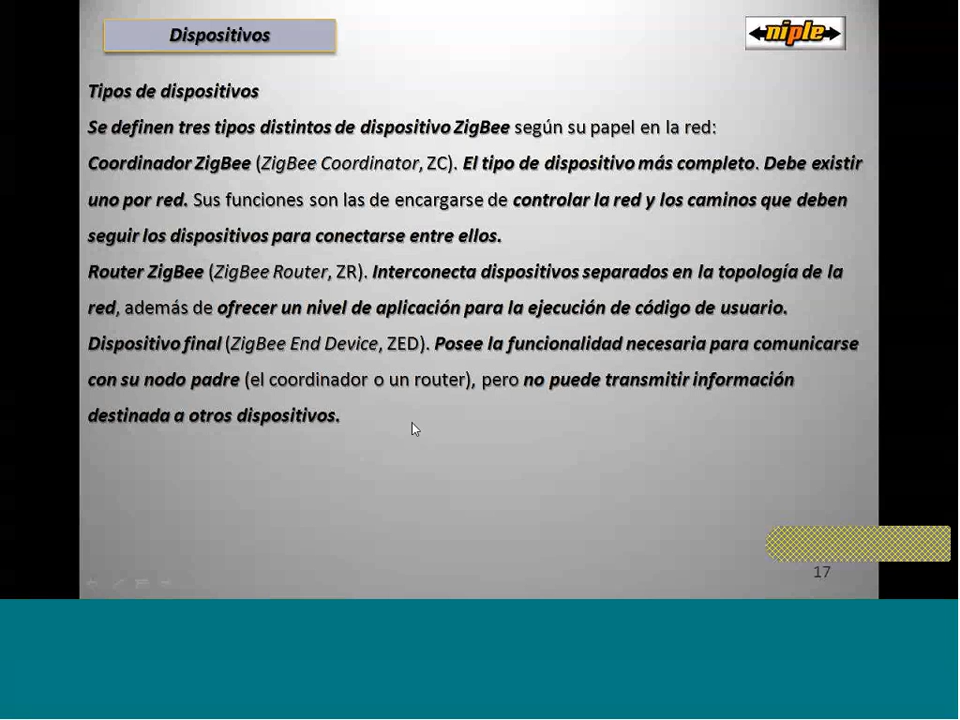 Dispositivos
niple
Tipos de dispositivos
Se definen tres tipos distintos de dispositivo ZigBee según su papel en la red:
Coordinador ZigBee (ZigBee Coordinator, ZC). El tipo de dispositivo más completo. Debe existir
uno por red. Sus funciones son las de encargarse de controlar la red y los caminos que deben
seguir los dispositivos para conectarse entre ellos.
Router ZigBee (ZigBee Router, ZR). Interconecta dispositivos separados en la topología de la
red, además de ofrecer un nivel de aplicación para la ejecución de código de usuario.
Dispositivo final (ZigBee End Device, ZED). Posee la funcionalidad necesaria para comunicarse
con su nodo padre (el coordinador o un router), pero no puede transmitir información
destinada a otros dispositivos.
17